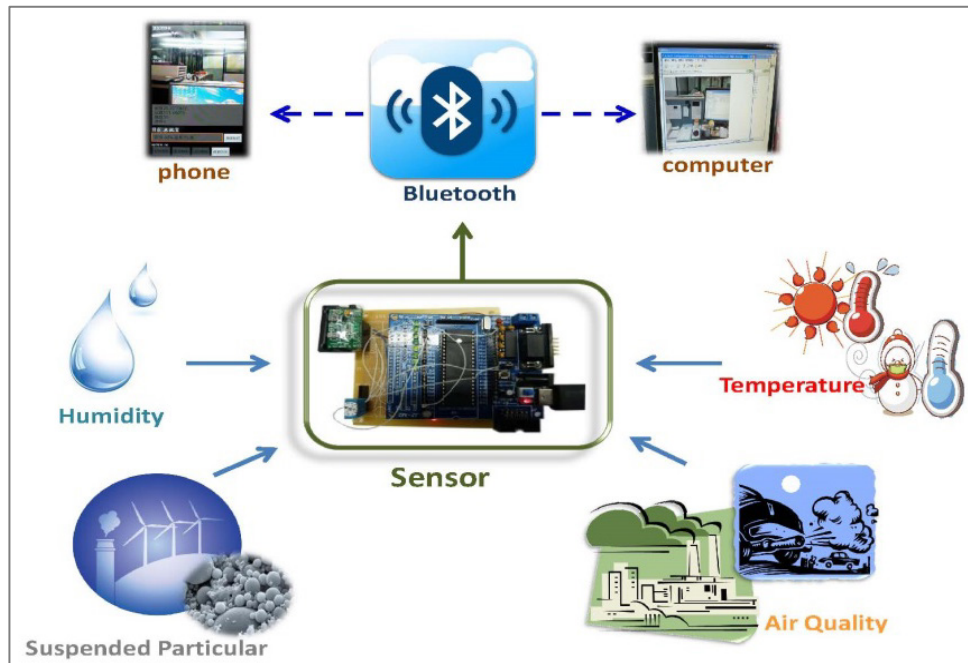 phone
Bluetooth
computer
Humidity
Temperature
Sensor
Suspended Particular
Air Quality